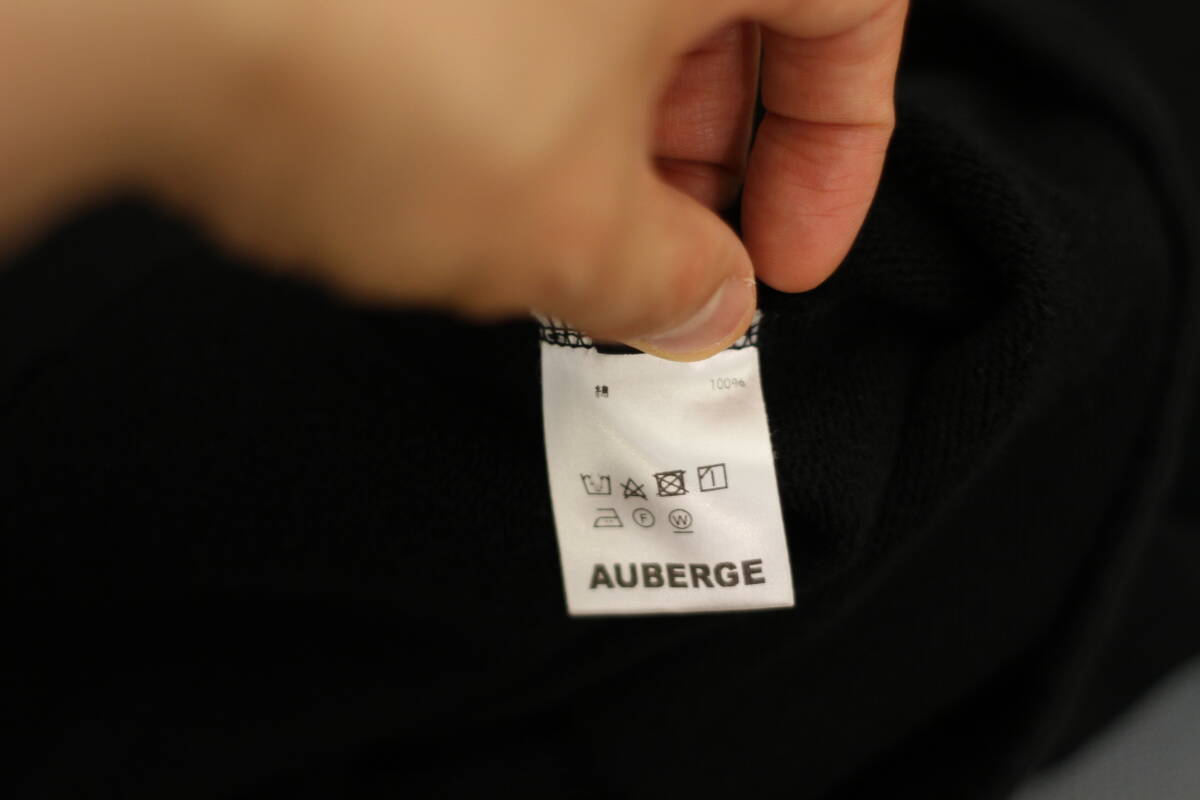 綿 100%
F W
AUBERGE